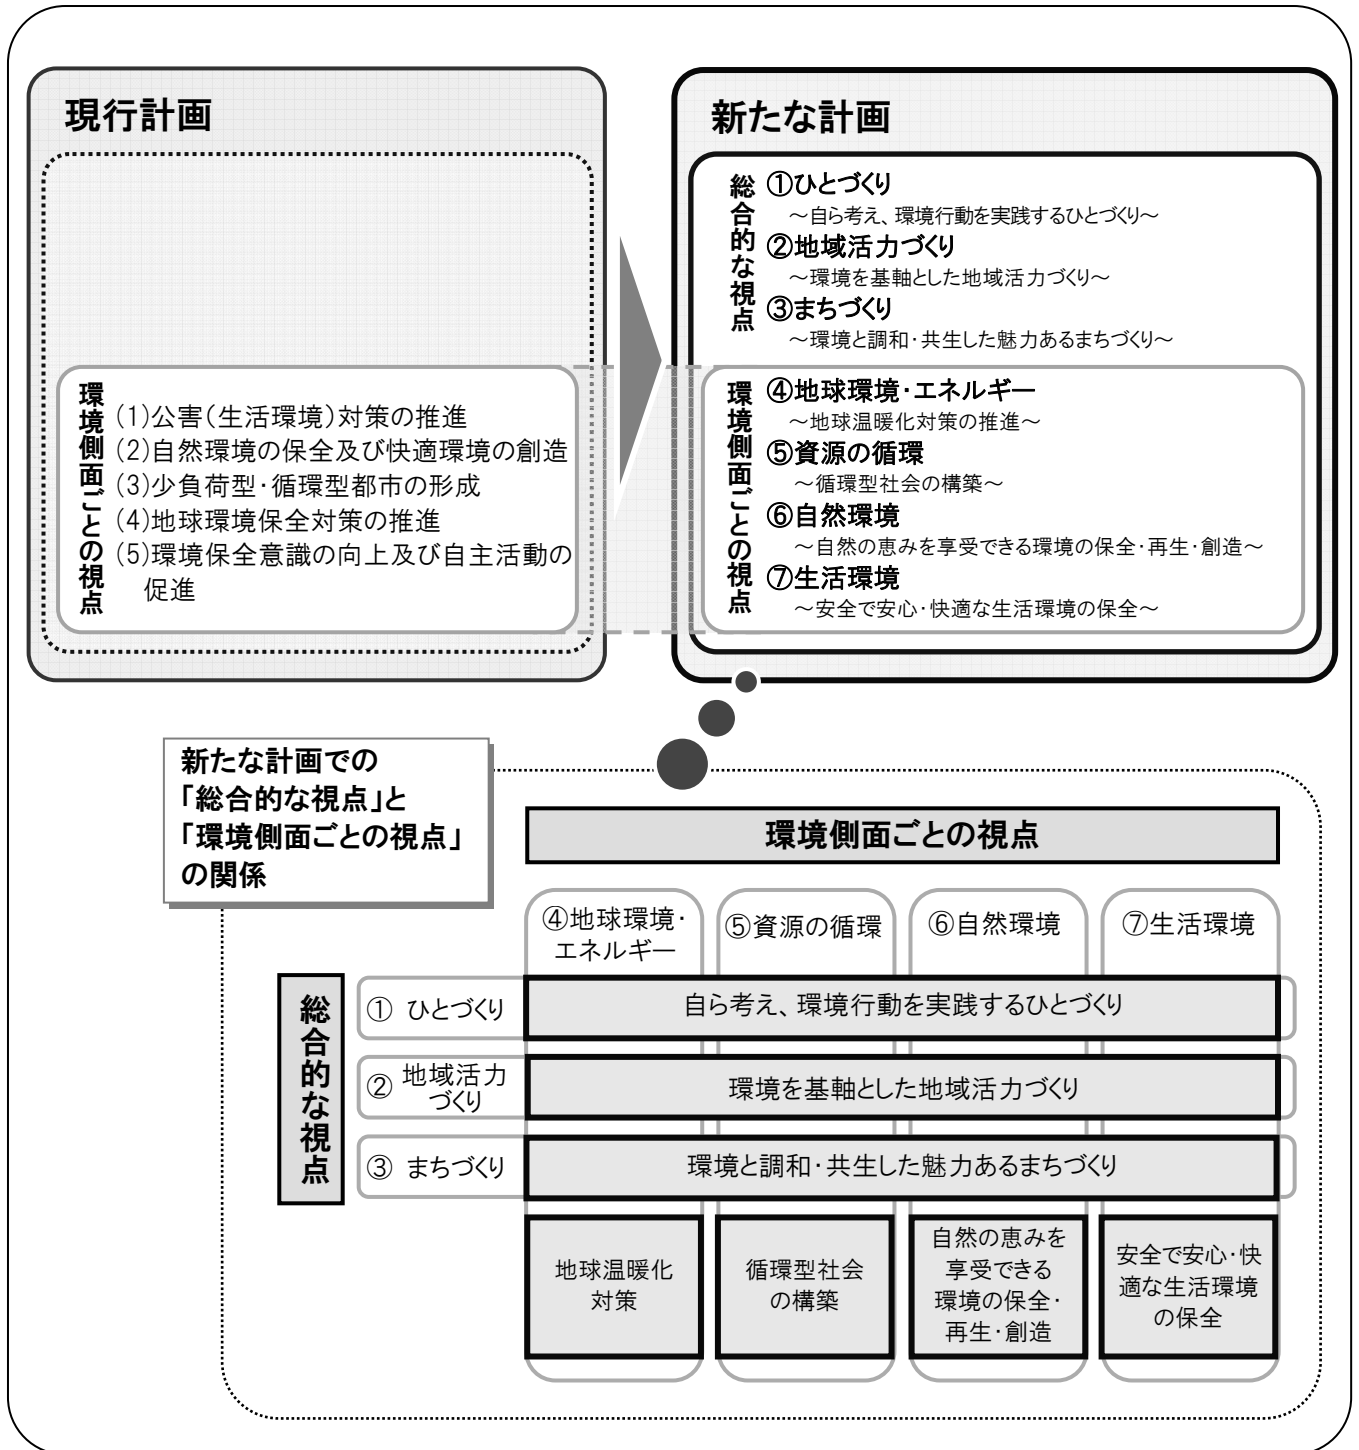 現行計画
環境側面ごとの視点
(1)公害(生活環境)対策の推進
(2)自然環境の保全及び快適環境の創造
(3)少負荷型・循環型都市の形成
(4)地球環境保全対策の推進
(5)環境保全意識の向上及び自主活動の
促進
新たな計画
総合的な視点
①ひとづくり
～自ら考え、環境行動を実践するひとづくり～
②地域活力づくり
～環境を基軸とした地域活力づくり～
③まちづくり
～環境と調和・共生した魅力あるまちづくり～
環境側面ごとの視点
④地球環境・エネルギー
～地球温暖化対策の推進～
⑤資源の循環
～循環型社会の構築～
⑥自然環境
～自然の恵みを享受できる環境の保全・再生・創造～
⑦生活環境
～安全で安心・快適な生活環境の保全～
新たな計画での
「総合的な視点」と
「環境側面ごとの視点」
の関係
環境側面ごとの視点
④地球環境・
エネルギー
⑤資源の循環
⑥自然環境
⑦生活環境
総合的な視点
① ひとづくり
自ら考え、環境行動を実践するひとづくり
② 地域活力
づくり
環境を基軸とした地域活力づくり
③ まちづくり
環境と調和・共生した魅力あるまちづくり
地球温暖化
対策
循環型社会
の構築
自然の恵みを
享受できる
環境の保全・
再生・創造
安全で安心・快
適な生活環境
の保全